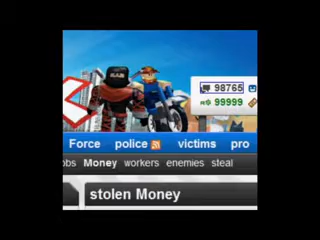 98765
R$ 99999
Force police victims pro
obs Money workers enemies steal
stolen Money